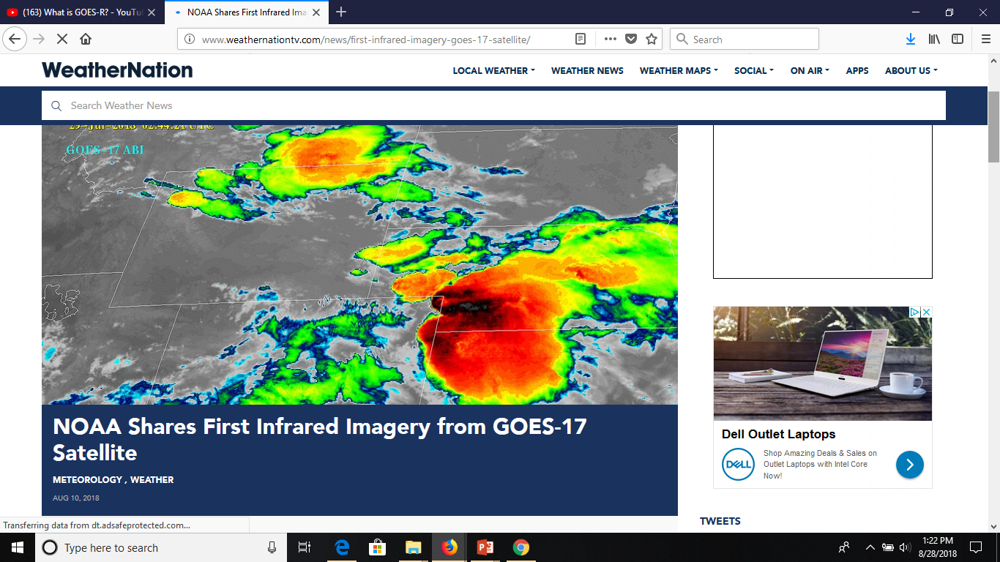 (163) What is GOES-R? - YouTu
NOAA Shares First Infrared Ima
www.weathernationtv.com/news/first-infrared-imagery-goes-17-satellite/
Search
WeatherNation
LOCAL WEATHER
WEATHER NEWS
WEATHER MAPS
SOCIAL
ON AIR
APPS
ABOUT US
Search Weather News
29-Jul-2018 02:44:21 UTC
GOES-17 ABI
NOAA Shares First Infrared Imagery from GOES-17
Satellite
METEOROLOGY , WEATHER
AUG 10, 2018
Dell Outlet Laptops
DELL
Shop Amazing Deals & Sales on
Outlet Laptops with Intel Core
Now!
TWEETS
Transferring data from dt.adsafeprotected.com...
Type here to search
1:22 PM
8/28/2018